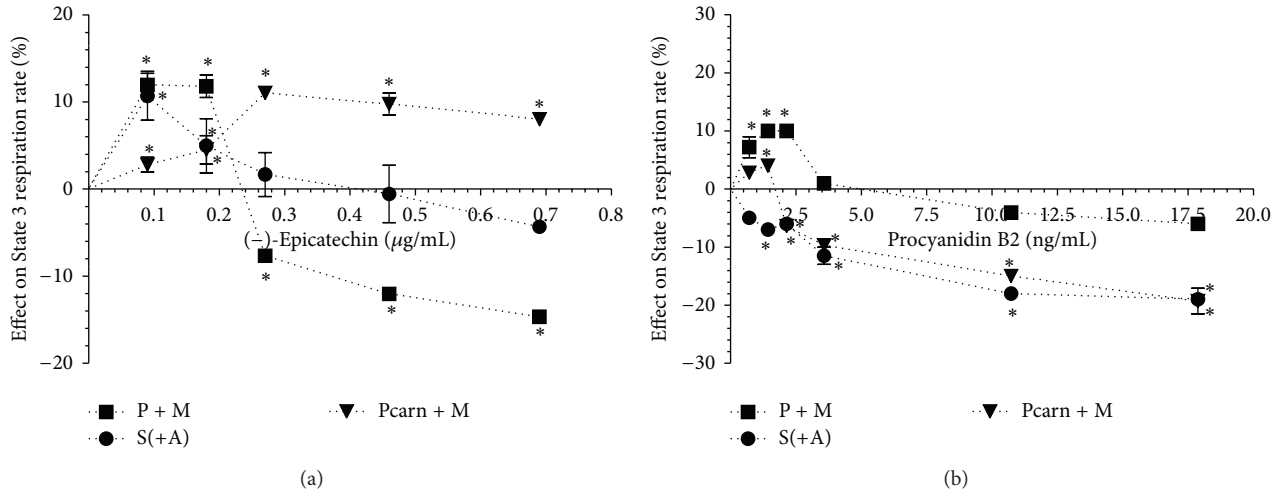 Effect on State 3 respiration rate (%)
20
10
0
−10
−20
0.1 0.2 0.3 0.4 0.5 0.6 0.7 0.8
(−)-Epicatechin (μg/mL)
* * * * * *
* * * *
* * *
P + M
S(+A)
Pcarn + M
(a)
Effect on State 3 respiration rate (%)
30
20
10
0
−10
−20
−30
2.5 5.0 7.5 10.0 12.5 15.0 17.5 20.0
Procyanidin B2 (ng/mL)
* * * *
* * * * *
* * * *
P + M
S(+A)
Pcarn + M
(b)